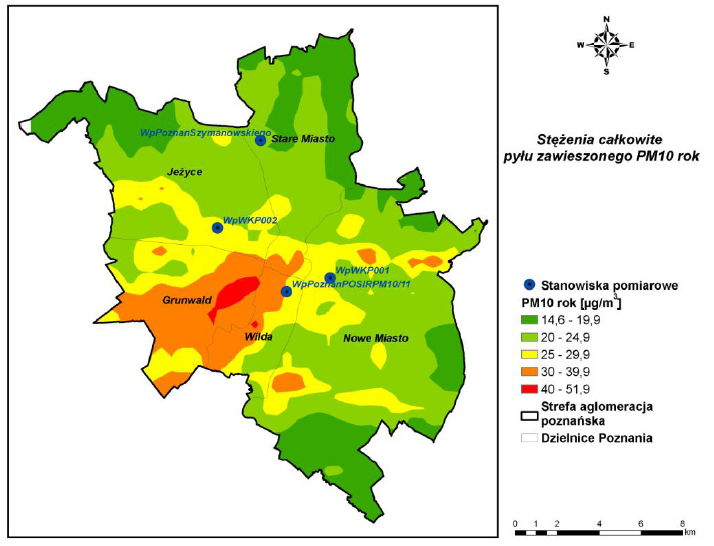 N
W E
S
Stężenia całkowite
pyłu zawieszonego PM10 rok
WpPoznanSzymanowskiego
Stare Miasto
Jeżyce
WpWKP002
WpWKP001
WpPoznanPOSiRPM10/11
Grunwald
Wilda
Nowe Miasto
Stanowiska pomiarowe
PM10 rok [µg/m³]
14,6 - 19,9
20 - 24,9
25 - 29,9
30 - 39,9
40 - 51,9
Strefa aglomeracja
poznańska
Dzielnice Poznania
0 1 2 4 6 8
km